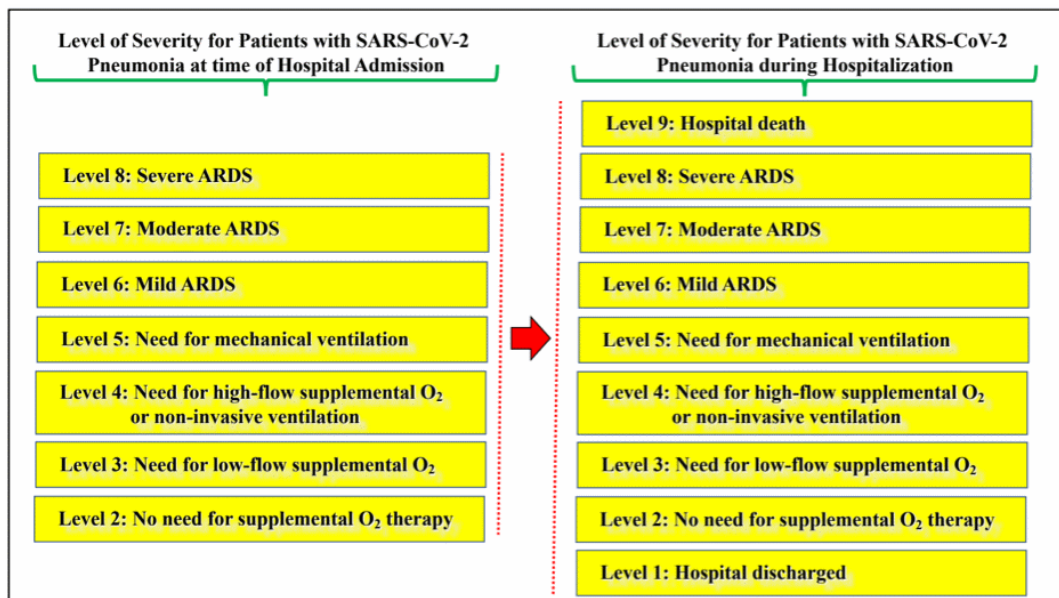 Level of Severity for Patients with SARS-CoV-2
Pneumonia at time of Hospital Admission
Level 8: Severe ARDS
Level 7: Moderate ARDS
Level 6: Mild ARDS
Level 5: Need for mechanical ventilation
Level 4: Need for high-flow supplemental O₂
or non-invasive ventilation
Level 3: Need for low-flow supplemental O₂
Level 2: No need for supplemental O₂ therapy
Level of Severity for Patients with SARS-CoV-2
Pneumonia during Hospitalization
Level 9: Hospital death
Level 8: Severe ARDS
Level 7: Moderate ARDS
Level 6: Mild ARDS
Level 5: Need for mechanical ventilation
Level 4: Need for high-flow supplemental O₂
or non-invasive ventilation
Level 3: Need for low-flow supplemental O₂
Level 2: No need for supplemental O₂ therapy
Level 1: Hospital discharged